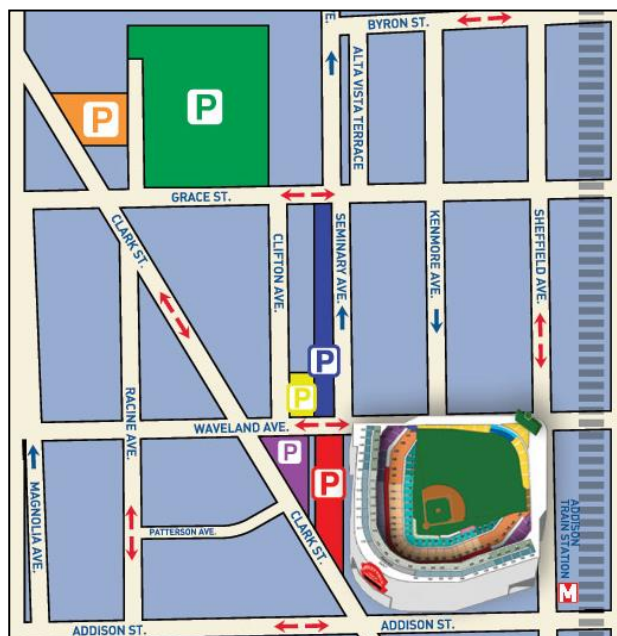 E.
BYRON ST.
ALTA VISTA TERRACE
P
P
GRACE ST.
CLARK ST.
CLIFTON AVE.
SEMINARY AVE.
KENMORE AVE.
SHEFFIELD AVE.
P
P
RACINE AVE.
WAVELAND AVE.
P
P
MAGNOLIA AVE.
PATTERSON AVE.
CLARK ST.
ADDISON
TRAIN STATION
M
ADDISON ST.
ADDISON ST.